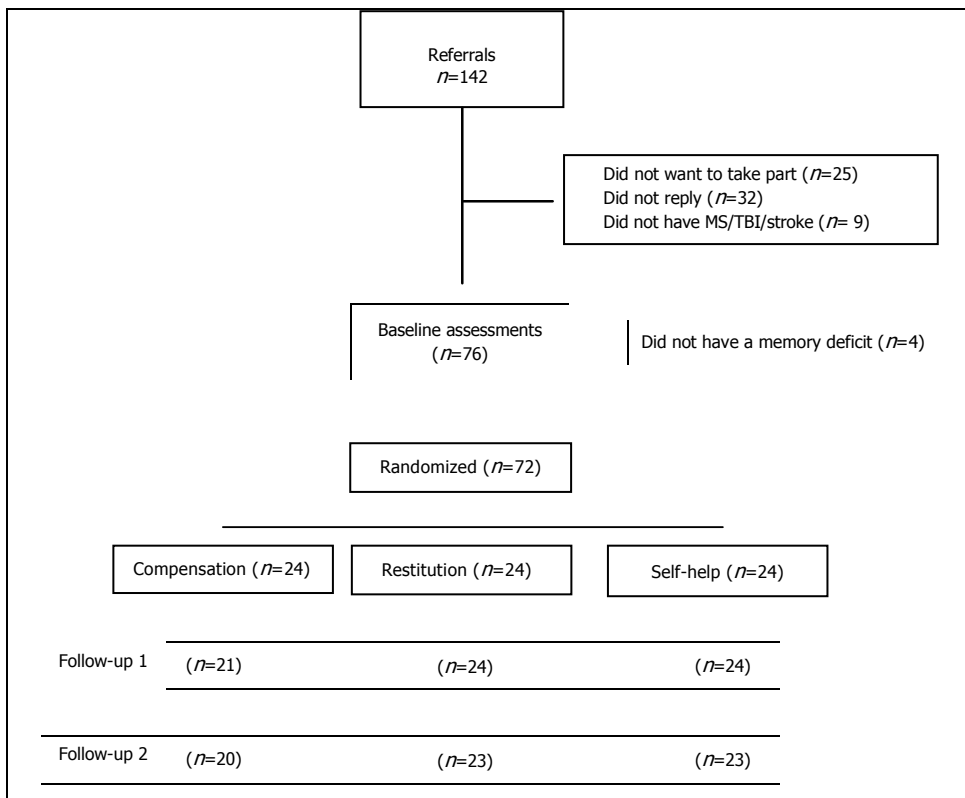 Referrals
n=142
Did not want to take part (n=25)
Did not reply (n=32)
Did not have MS/TBI/stroke (n= 9)
Baseline assessments
(n=76)
Did not have a memory deficit (n=4)
Randomized (n=72)
Compensation (n=24)
Restitution (n=24)
Self-help (n=24)
Follow-up 1 (n=21) (n=24) (n=24)
Follow-up 2 (n=20) (n=23) (n=23)